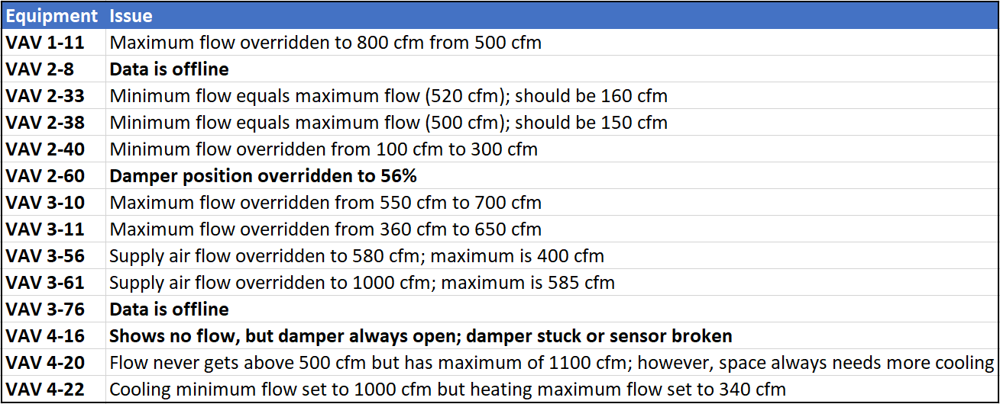 Equipment Issue
VAV 1-11 Maximum flow overridden to 800 cfm from 500 cfm
VAV 2-8 Data is offline
VAV 2-33 Minimum flow equals maximum flow (520 cfm); should be 160 cfm
VAV 2-38 Minimum flow equals maximum flow (500 cfm); should be 150 cfm
VAV 2-40 Minimum flow overridden from 100 cfm to 300 cfm
VAV 2-60 Damper position overridden to 56%
VAV 3-10 Maximum flow overridden from 550 cfm to 700 cfm
VAV 3-11 Maximum flow overridden from 360 cfm to 650 cfm
VAV 3-56 Supply air flow overridden to 580 cfm; maximum is 400 cfm
VAV 3-61 Supply air flow overridden to 1000 cfm; maximum is 585 cfm
VAV 3-76 Data is offline
VAV 4-16 Shows no flow, but damper always open; damper stuck or sensor broken
VAV 4-20 Flow never gets above 500 cfm but has maximum of 1100 cfm; however, space always needs more cooling
VAV 4-22 Cooling minimum flow set to 1000 cfm but heating maximum flow set to 340 cfm